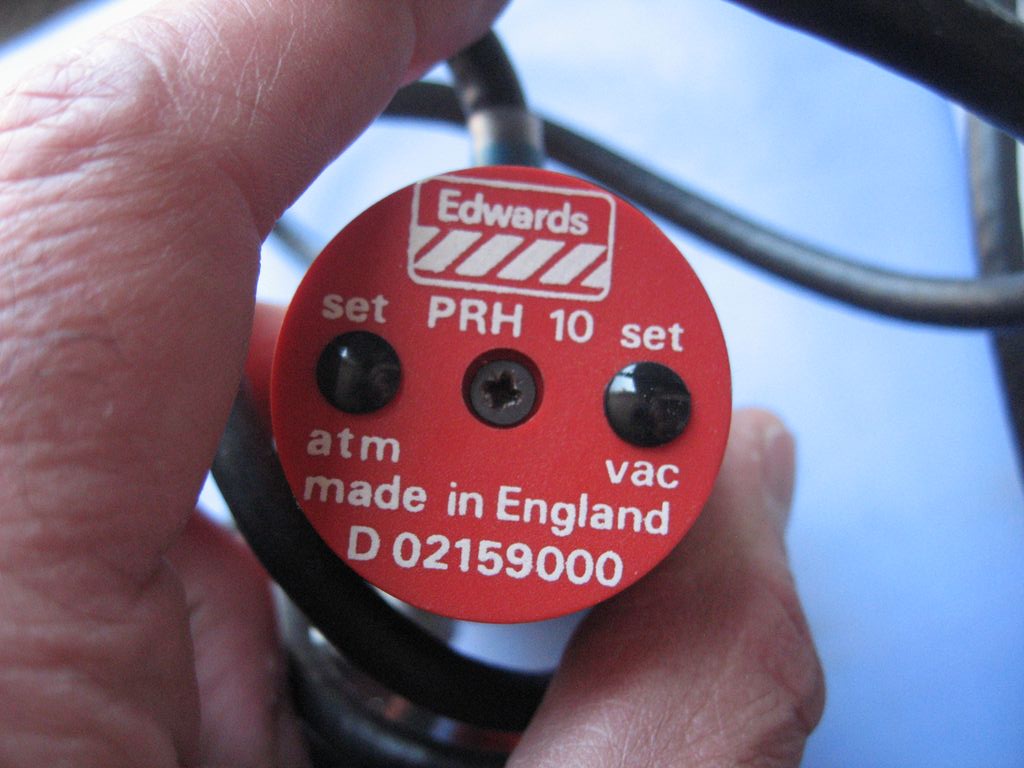 Edwards
PRH 10
set set
atm vac
made in England
D 02159000